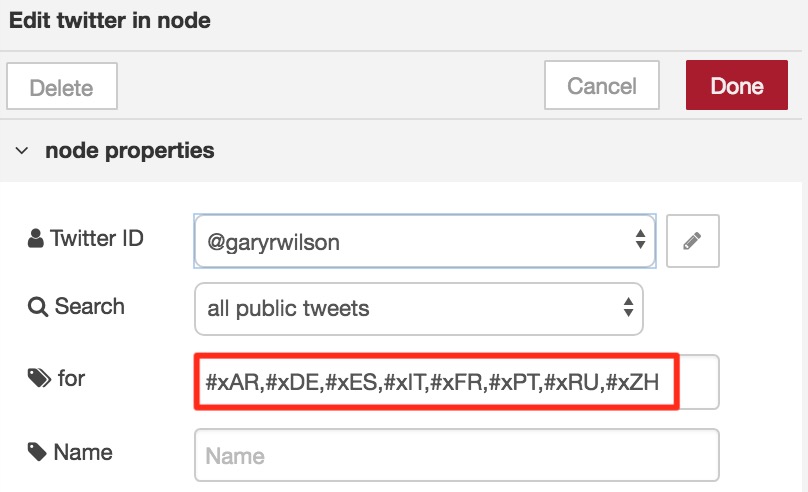 Edit twitter in node
Delete Cancel Done
node properties
Twitter ID @garyrwilson
Search all public tweets
for #xAR,#xDE,#xES,#xIT,#xFR,#xPT,#xRU,#xZH
Name Name